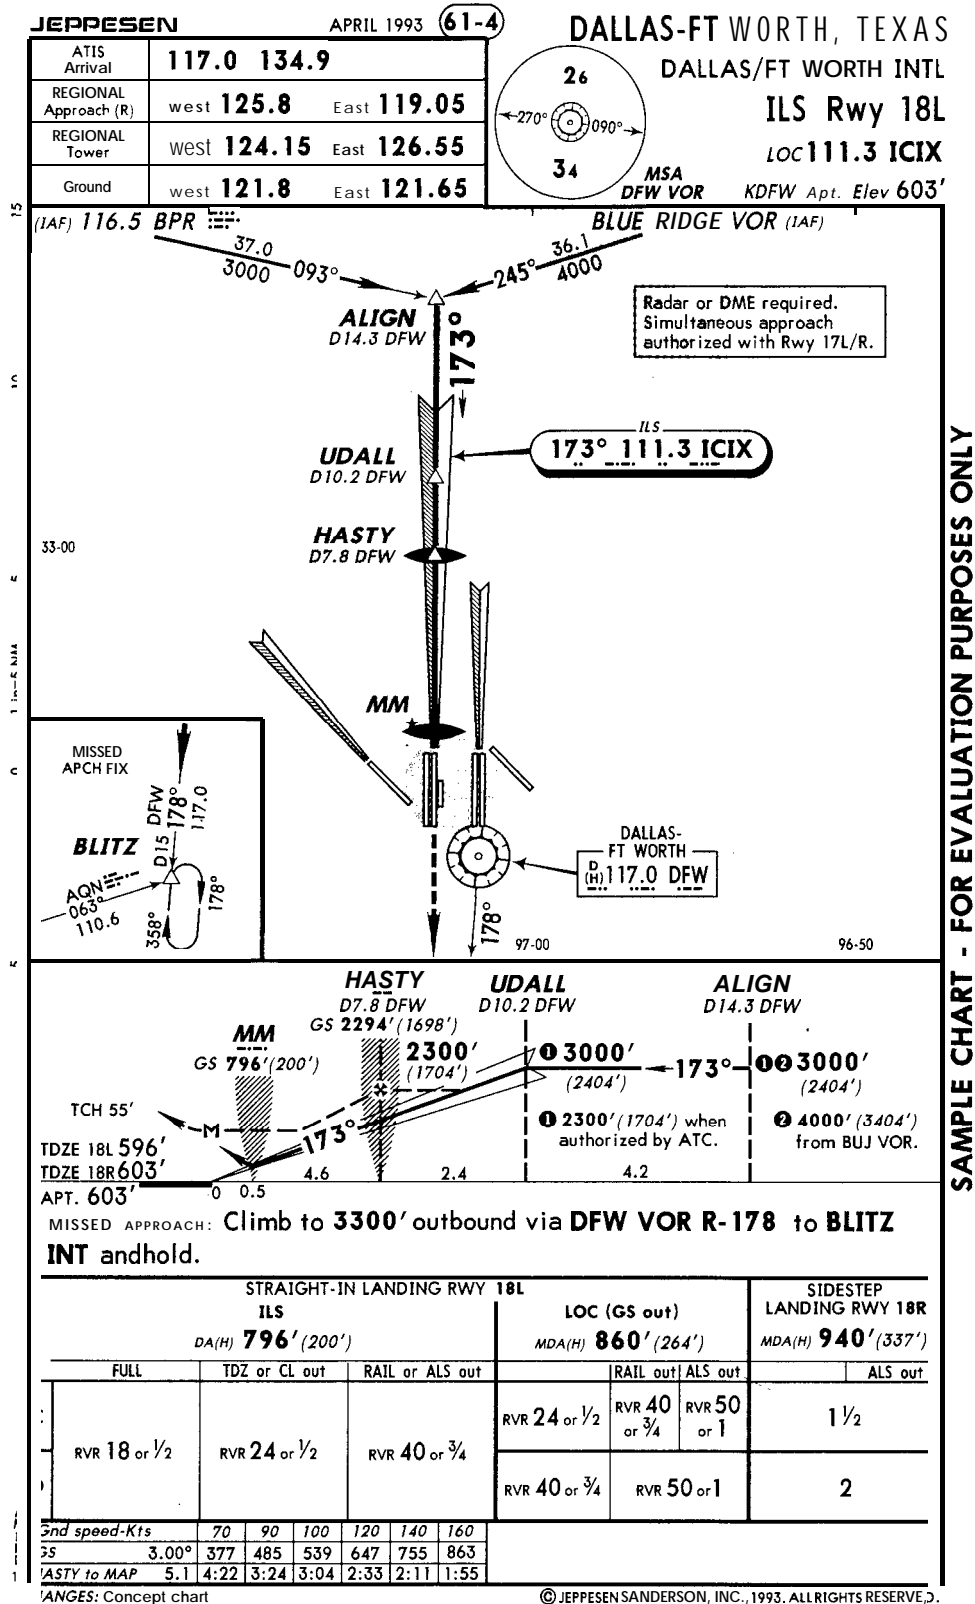 JEPPESEN APRIL 1993 61-4 DALLAS-FT WORTH, TEXAS
DALLAS/FT WORTH INTL
ILS Rwy 18L
LOC 111.3 ICIX
KDFW Apt. Elev 603'
ATIS Arrival 117.0 134.9
REGIONAL Approach (R) west 125.8 East 119.05
REGIONAL Tower west 124.15 East 126.55
Ground west 121.8 East 121.65
26
270° 090°
34
MSA
DFW VOR
15
(IAF) 116.5 BPR
BLUE RIDGE VOR (IAF)
37.0
3000
093°
36.1
4000
245°
ALIGN
D14.3 DFW
173°
Radar or DME required.
Simultaneous approach
authorized with Rwy 17L/R.
10
ILS
173° 111.3 ICIX
UDALL
D10.2 DFW
HASTY
D7.8 DFW
33-00
5
1 in=5 NM
MM
0
MISSED
APCH FIX
D15 DFW
178°
117.0
BLITZ
AQN
063°
110.6
358°
178°
DALLAS-
FT WORTH
D
(H) 117.0 DFW
178°
97-00
96-50
5
SAMPLE CHART - FOR EVALUATION PURPOSES ONLY
HASTY
D7.8 DFW
GS 2294' (1698')
UDALL
D10.2 DFW
ALIGN
D14.3 DFW
MM
GS 796' (200')
2300'
(1704')
1 3000'
(2404')
173°
1 2 3000'
(2404')
TCH 55'
M
173°
1 2300' (1704') when
authorized by ATC.
2 4000' (3404')
from BUJ VOR.
TDZE 18L 596'
TDZE 18R 603'
APT. 603'
0 0.5 4.6 2.4 4.2
MISSED APPROACH: Climb to 3300' outbound via DFW VOR R-178 to BLITZ
INT andhold.
STRAIGHT-IN LANDING RWY 18L
ILS
DA(H) 796' (200')
LOC (GS out)
MDA(H) 860' (264')
SIDESTEP
LANDING RWY 18R
MDA(H) 940' (337')
FULL TDZ or CL out RAIL or ALS out RAIL out ALS out ALS out
RVR 18 or ½ RVR 24 or ½ RVR 40 or ¾
RVR 24 or ½ RVR 40 or ¾ RVR 50 or 1 1½
RVR 40 or ¾ RVR 50 or 1 2
Gnd speed-Kts 70 90 100 120 140 160
GS 3.00° 377 485 539 647 755 863
ASTY to MAP 5.1 4:22 3:24 3:04 2:33 2:11 1:55
ANGES: Concept chart
© JEPPESEN SANDERSON, INC., 1993. ALL RIGHTS RESERVED.